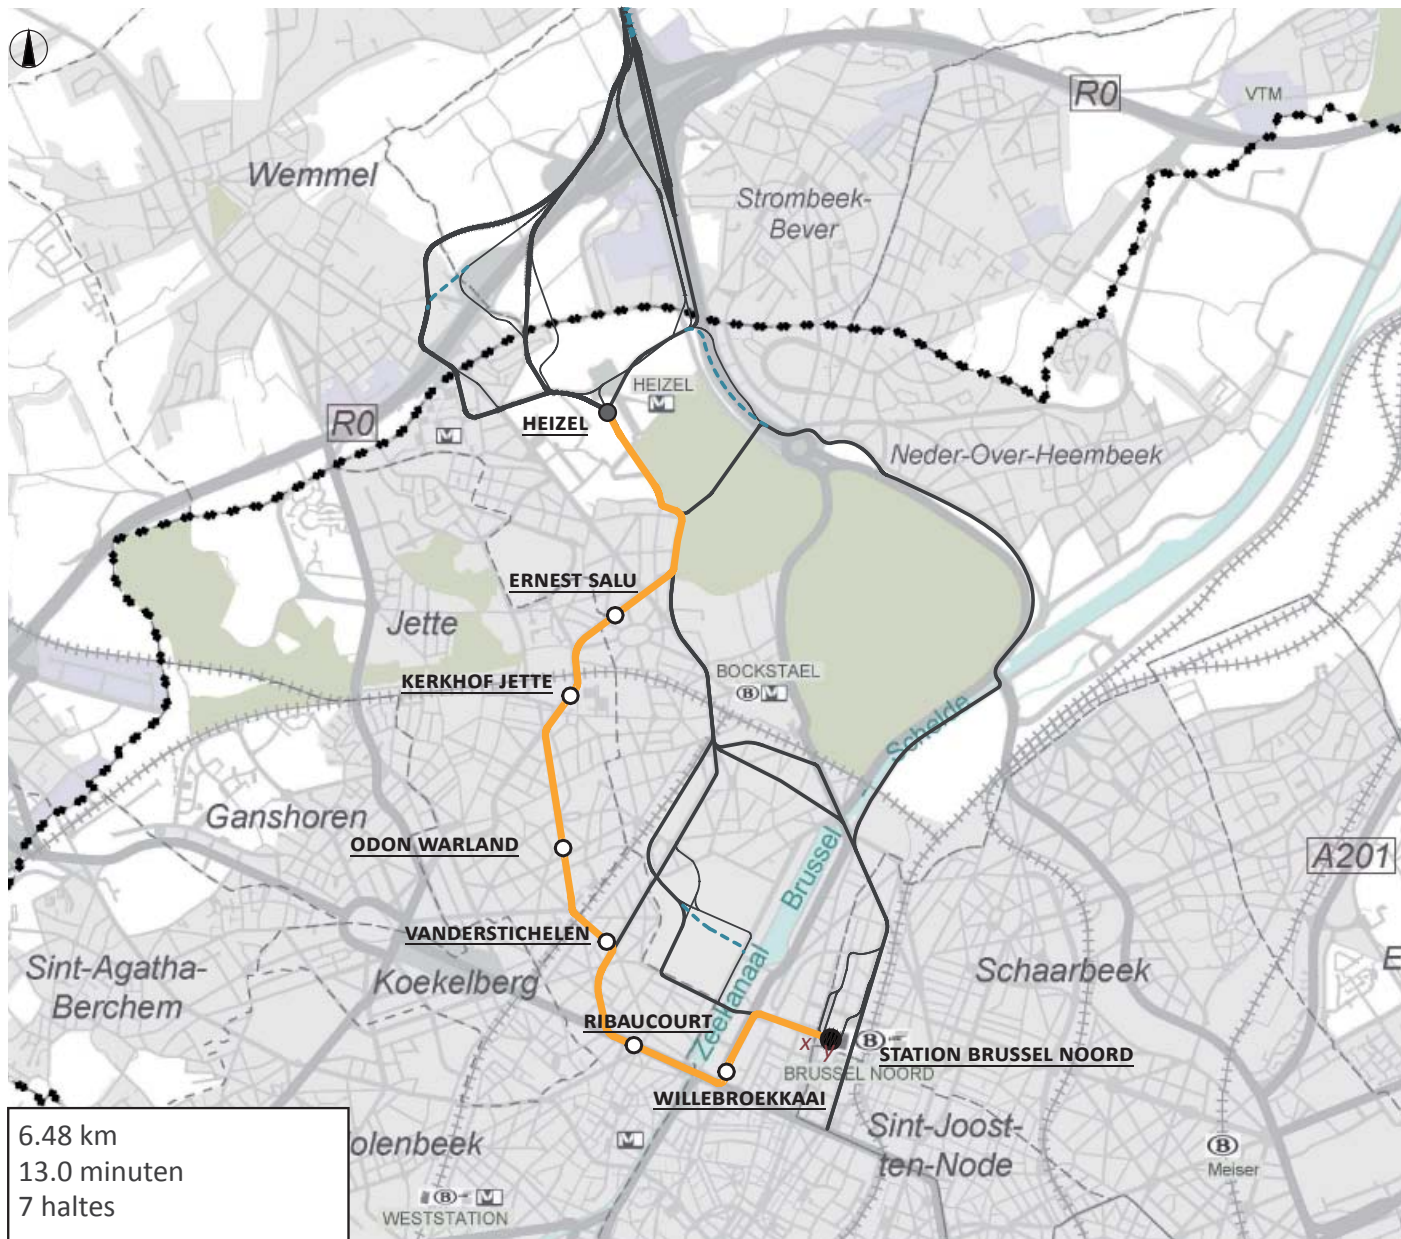 R0
VTM
Wemmel
Strombeek-
Bever
HEIZEL
M
HEIZEL
R0
M
Neder-Over-Heembeek
ERNEST SALU
Jette
BOCKSTAEL
B M
KERKHOF JETTE
Schelde
Ganshoren
ODON WARLAND
A201
Brussel
VANDERSTICHELEN
Sint-Agatha-
Berchem
Koekelberg
Schaarbeek
E
Zeekanaal
RIBAUCOURT
x y
B
STATION BRUSSEL NOORD
BRUSSEL NOORD
WILLEBROEKKAAI
6.48 km
13.0 minuten
7 haltes
olenbeek
M
Sint-Joost-
ten-Node
B
Meiser
B M
WESTSTATION